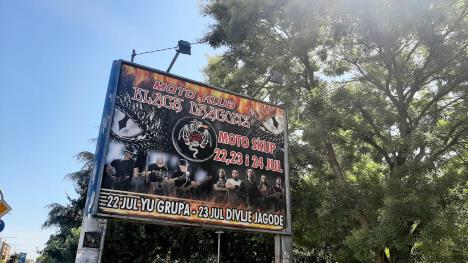 MOTO KLUB
BLACK DRAGONS
MOTO SKUP
22,23 i 24 JUL
22 JUL YU GRUPA - 23 JUL DIVLJE JAGODE